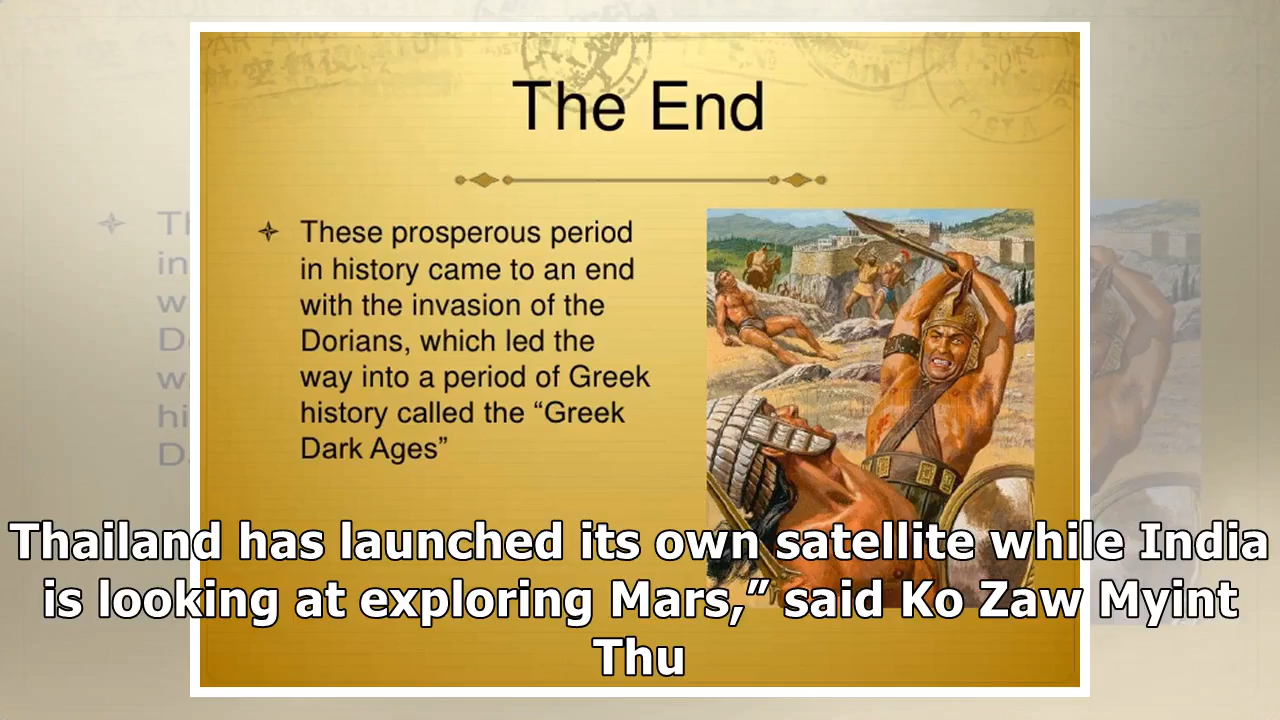 The End
These prosperous period
in history came to an end
with the invasion of the
Dorians, which led the
way into a period of Greek
history called the “Greek
Dark Ages”
Thailand has launched its own satellite while India
is looking at exploring Mars,” said Ko Zaw Myint
Thu